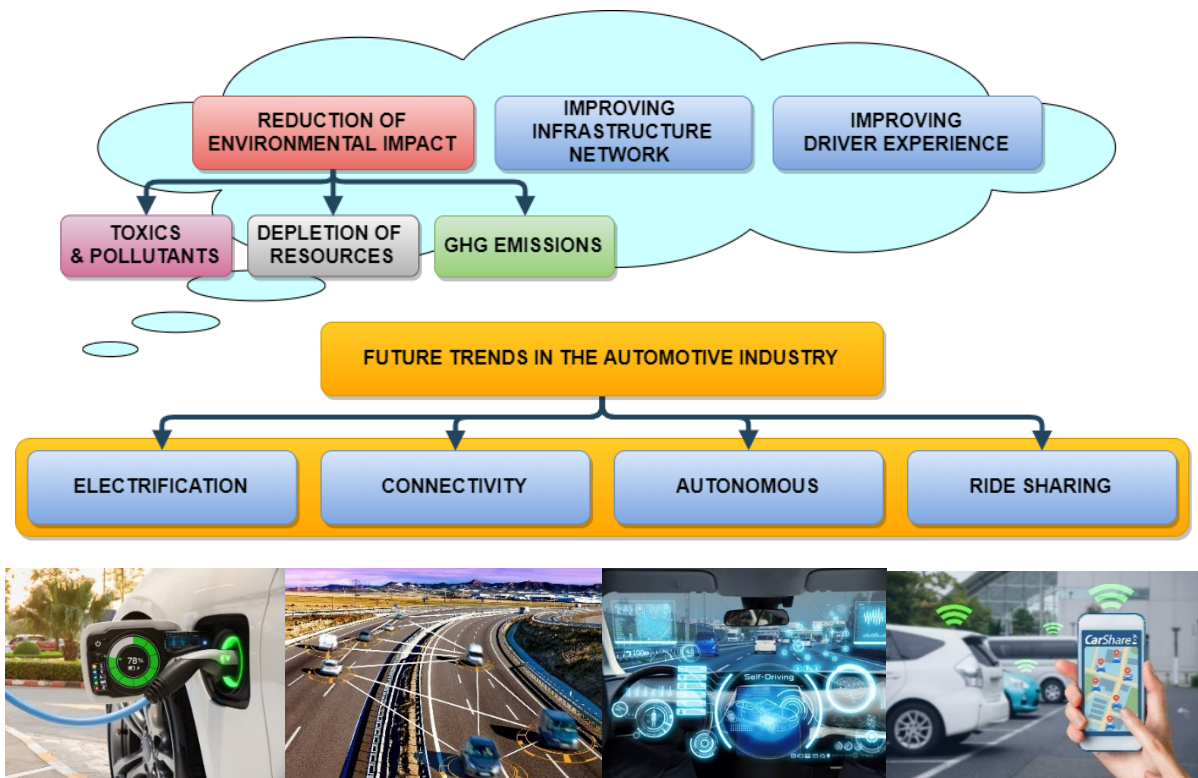 REDUCTION OF
ENVIRONMENTAL IMPACT
IMPROVING
INFRASTRUCTURE
NETWORK
IMPROVING
DRIVER EXPERIENCE
TOXICS
& POLLUTANTS
DEPLETION OF
RESOURCES
GHG EMISSIONS
FUTURE TRENDS IN THE AUTOMOTIVE INDUSTRY
ELECTRIFICATION
CONNECTIVITY
AUTONOMOUS
RIDE SHARING
78%
EV
Self-Driving
CarShare